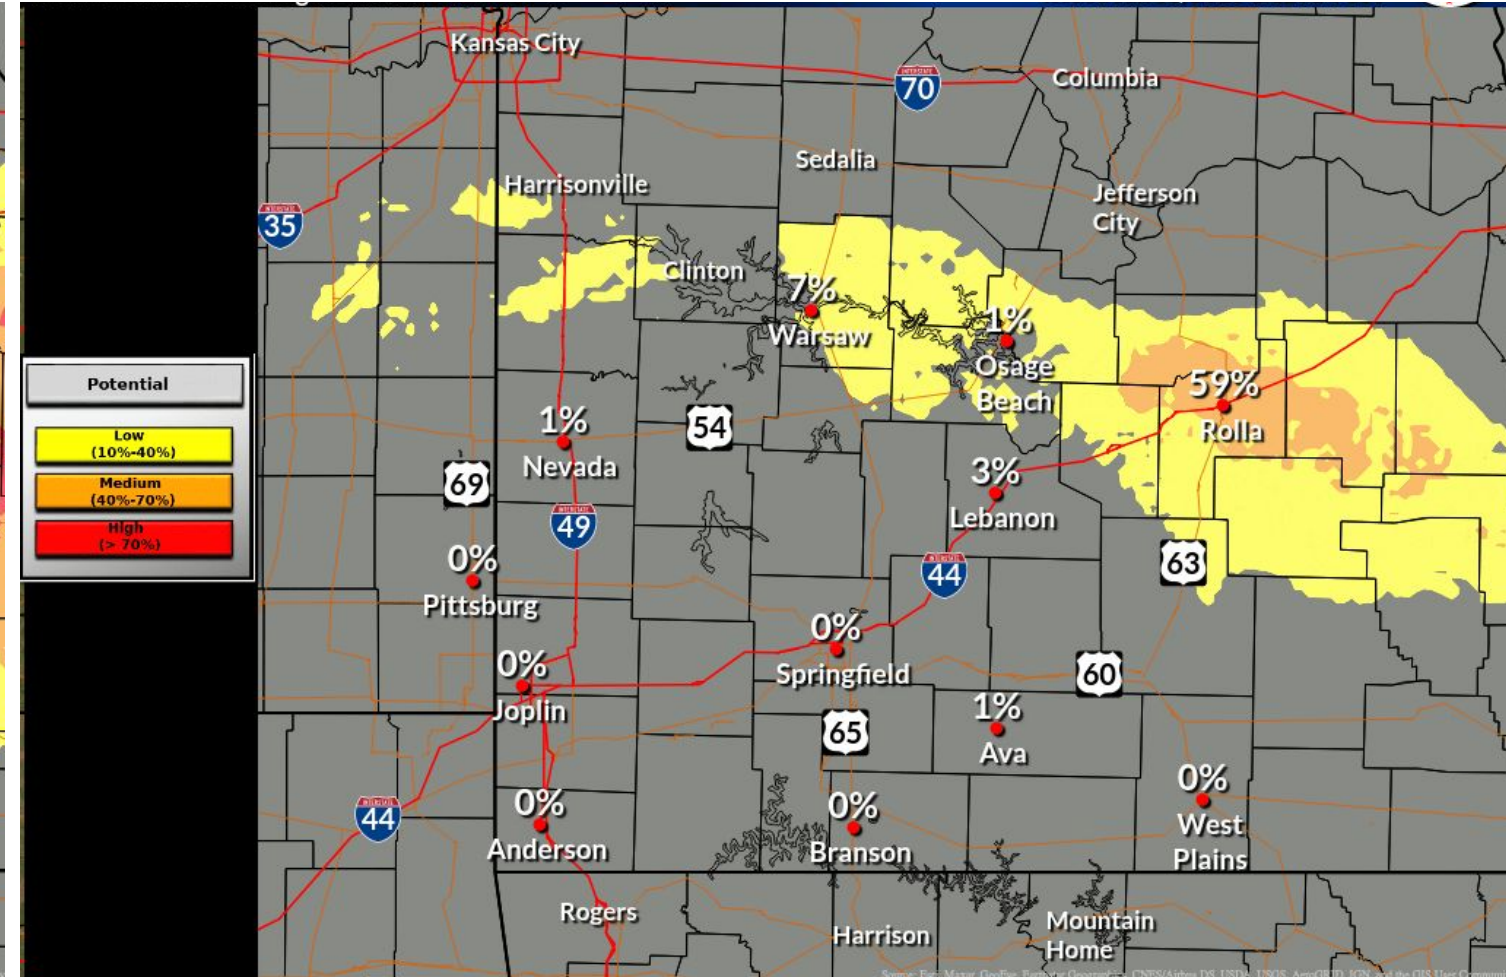 Kansas City
70
Columbia
Sedalia
Harrisonville
Jefferson
City
35
Clinton
7%
Warsaw
1%
Osage
Beach
Potential
Low
(10%-40%)
Medium
(40%-70%)
High
(> 70%)
59%
Rolla
1%
Nevada
54
69
49
3%
Lebanon
44
63
0%
Pittsburg
0%
Springfield
60
0%
Joplin
65
1%
Ava
44
0%
Anderson
0%
Branson
0%
West
Plains
Rogers
Harrison
Mountain
Home